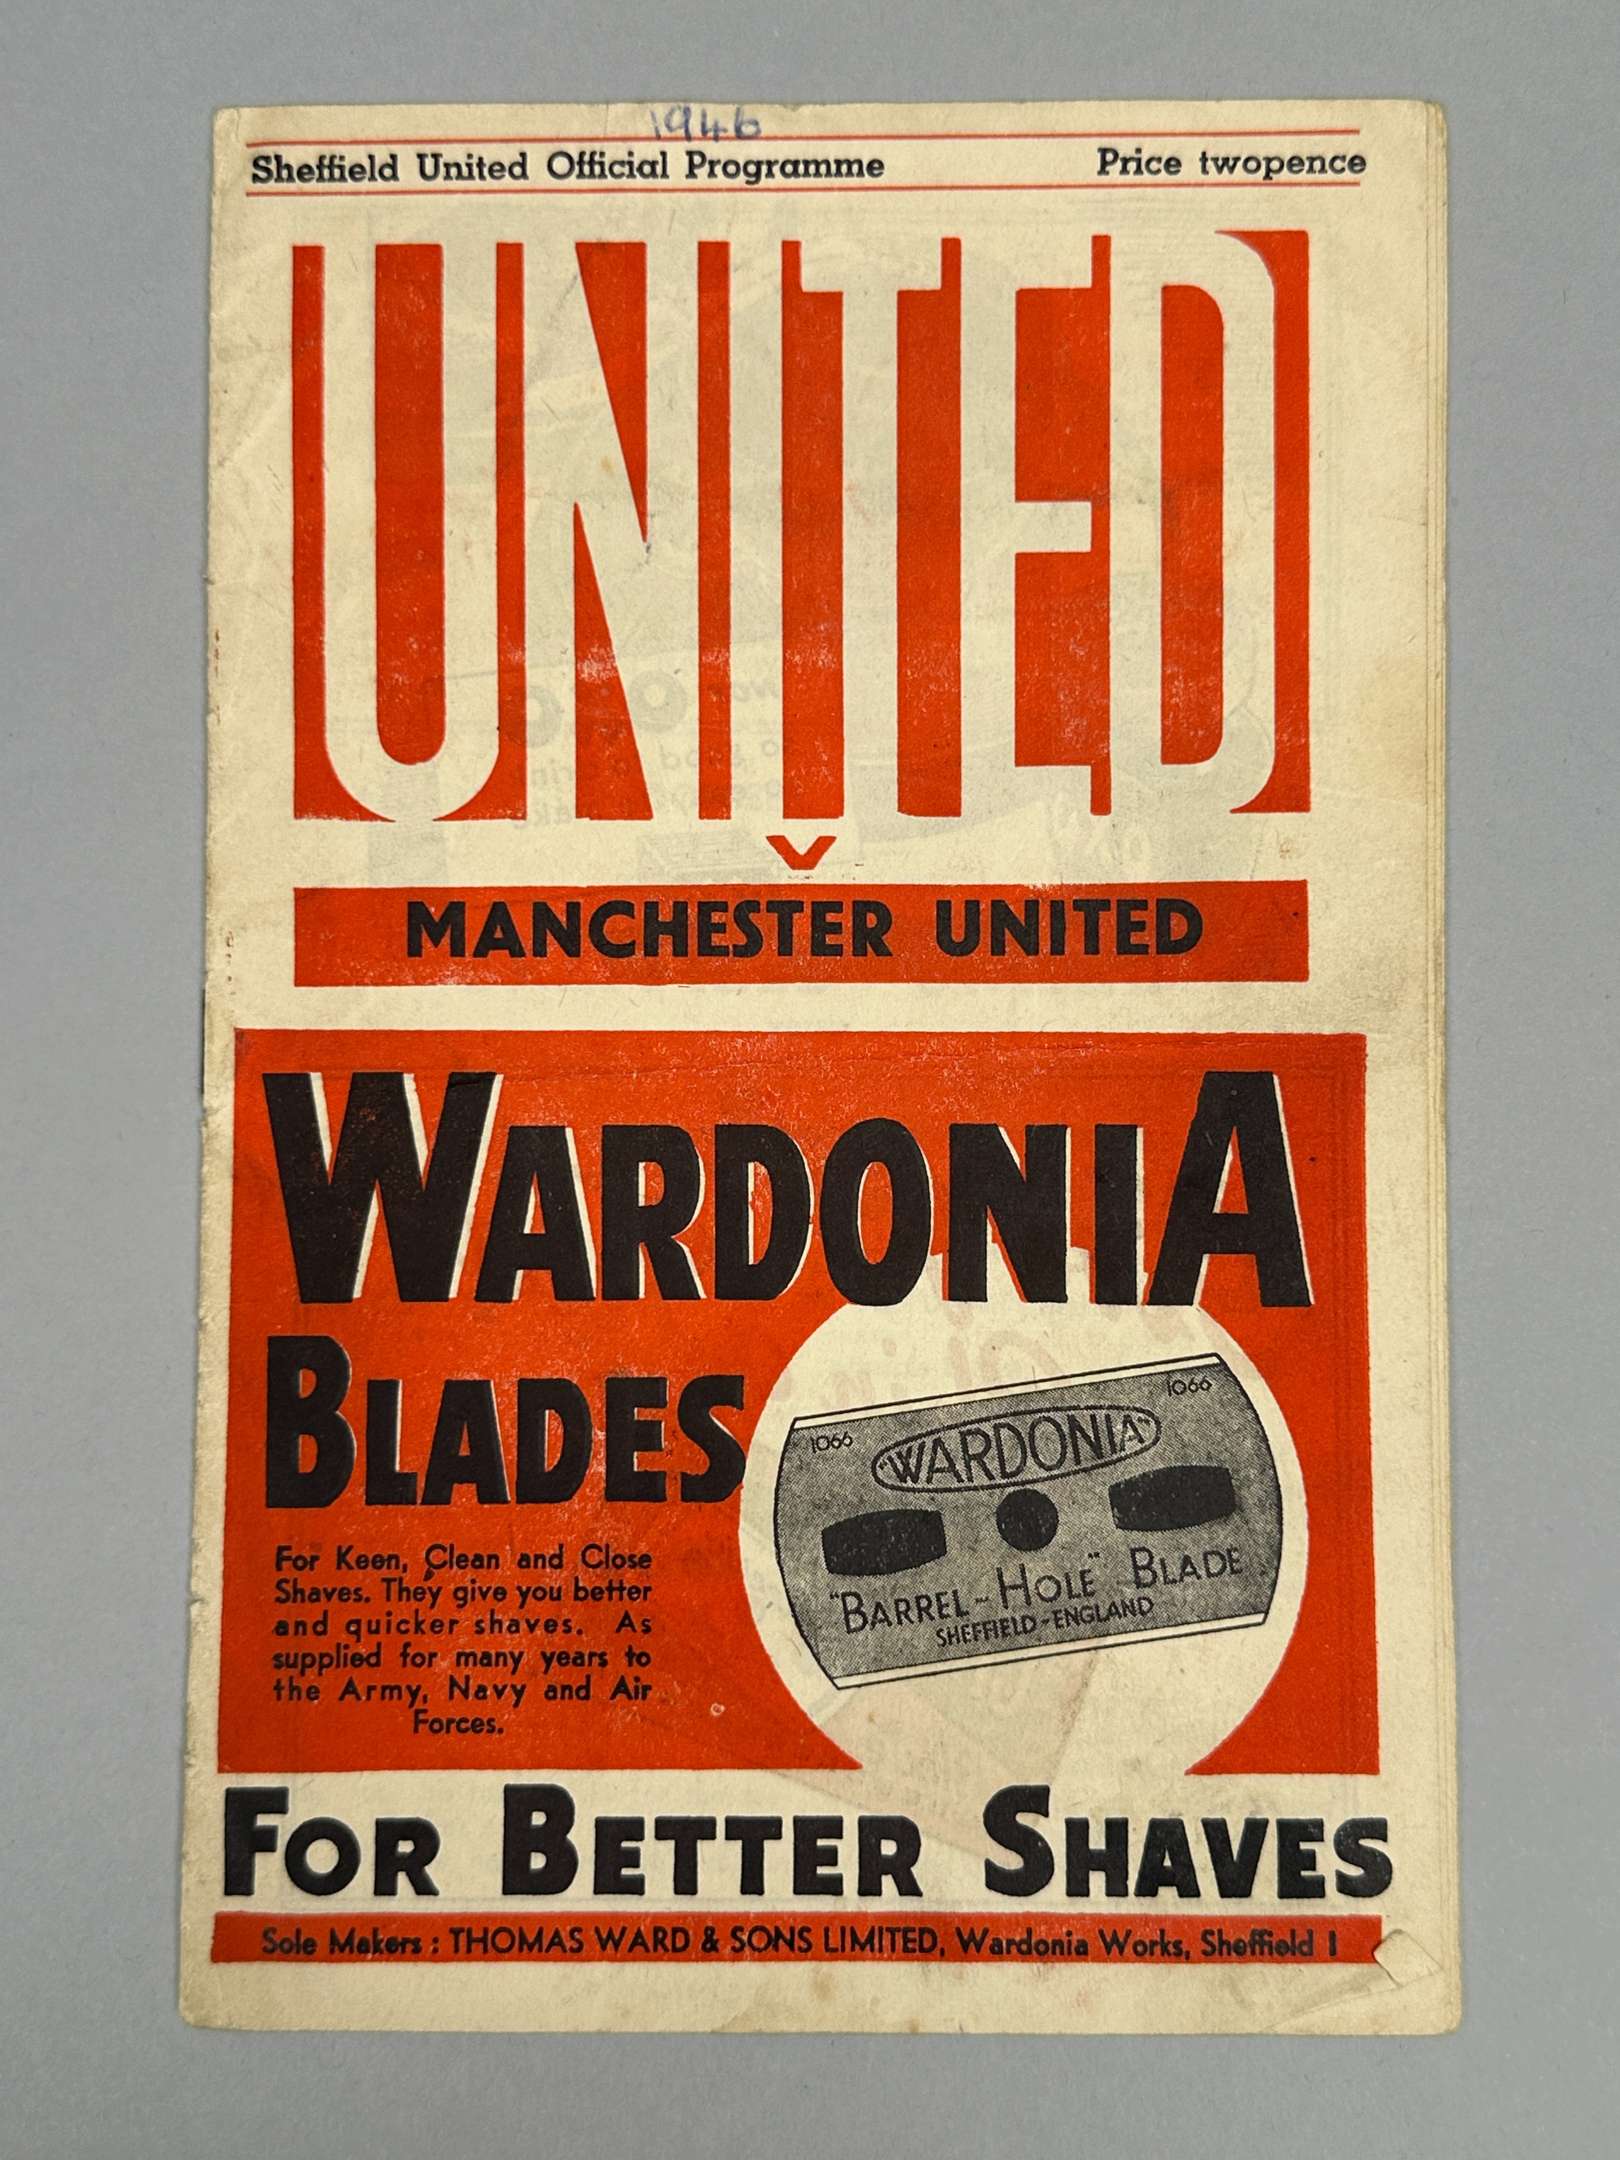 1946
Sheffield United Official Programme Price twopence
UNITED
v
MANCHESTER UNITED
WARDONIA
BLADES
1066 1066
"WARDONIA"
"BARREL-HOLE" BLADE
SHEFFIELD-ENGLAND
For Keen, Clean and Close
Shaves. They give you better
and quicker shaves. As
supplied for many years to
the Army, Navy and Air
Forces.
FOR BETTER SHAVES
Sole Makers: THOMAS WARD & SONS LIMITED, Wardonia Works, Sheffield 1